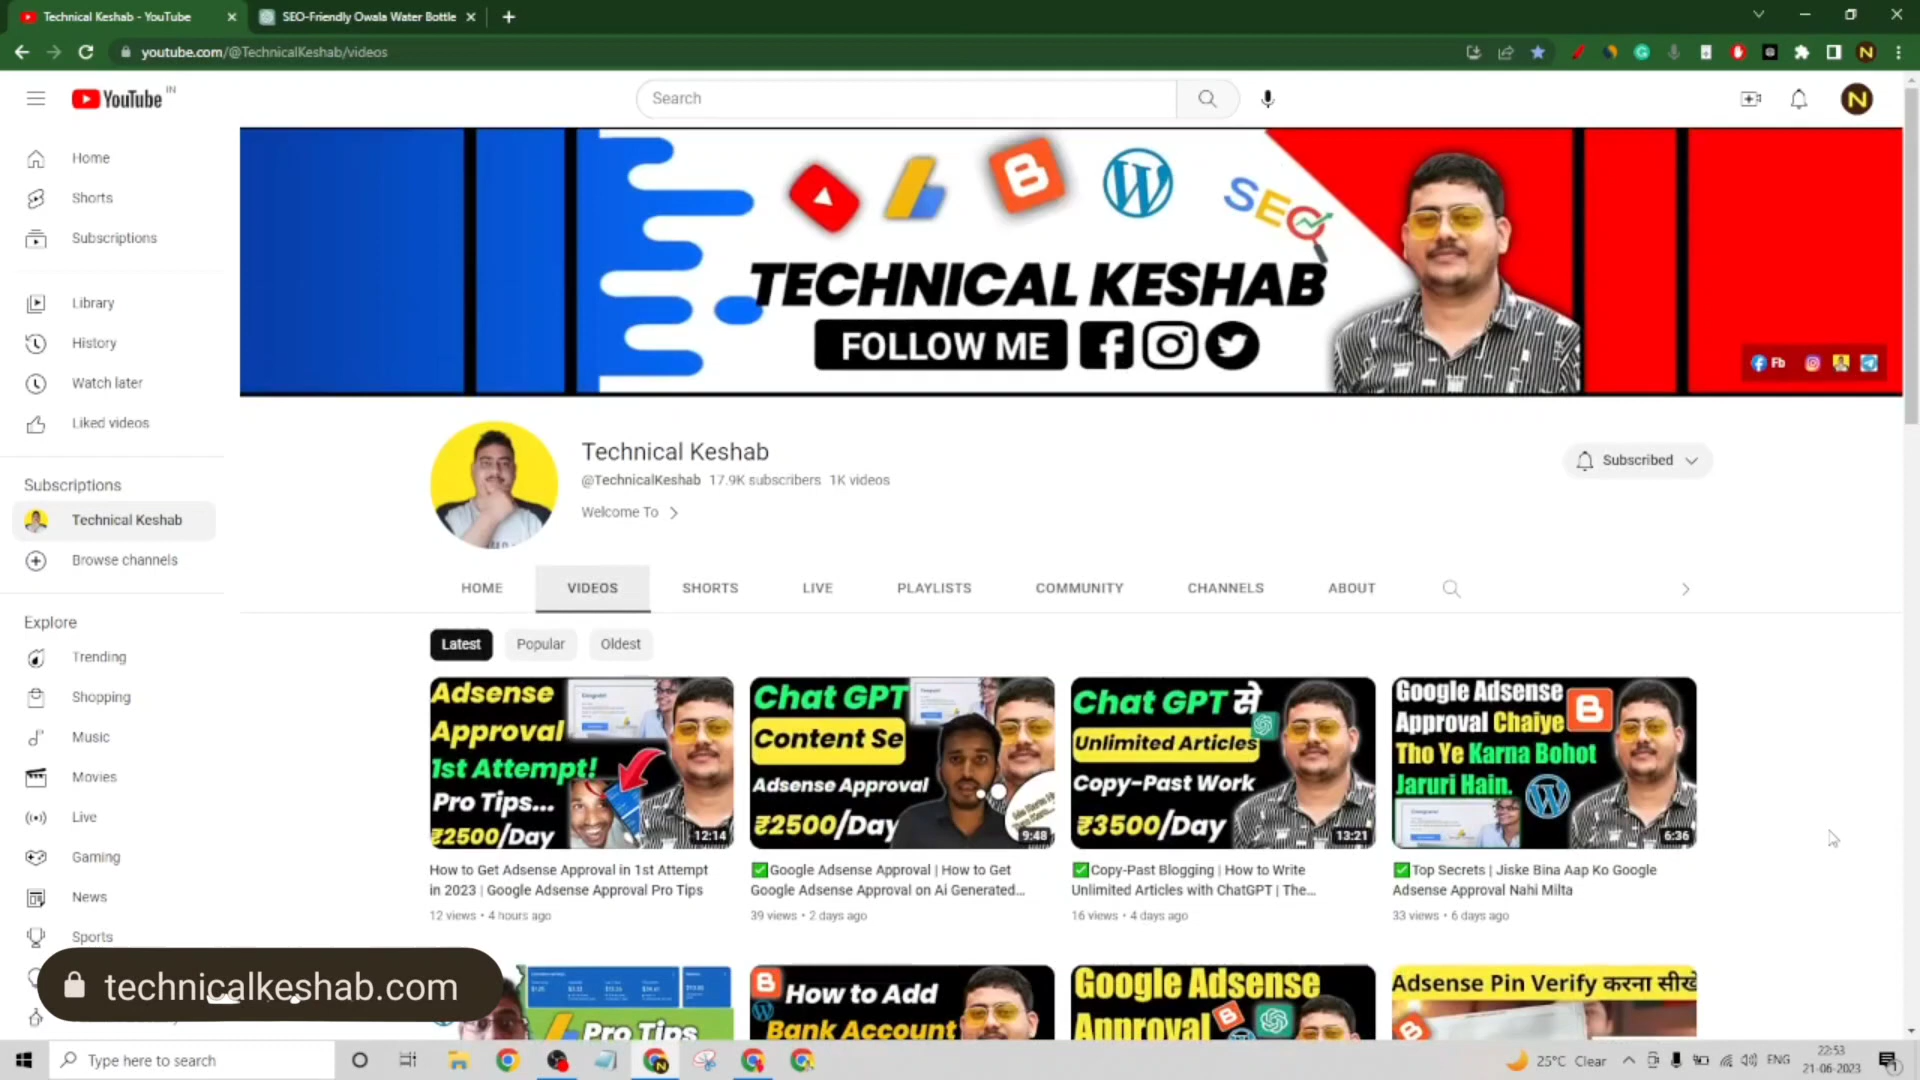 Technical Keshab - YouTube
SEO-Friendly Owala Water Bottle
youtube.com/@TechnicalKeshab/videos
YouTube IN
Search
N
Home
Shorts
Subscriptions
Library
History
Watch later
Liked videos
Subscriptions
Technical Keshab
Browse channels
Explore
Trending
Shopping
Music
Movies
Live
Gaming
News
Sports
SEO
TECHNICAL KESHAB
FOLLOW ME
Fb
Technical Keshab
@TechnicalKeshab 17.9K subscribers 1K videos
Welcome To
Subscribed
HOME VIDEOS SHORTS LIVE PLAYLISTS COMMUNITY CHANNELS ABOUT
Latest Popular Oldest
Adsense
Approval
1st Attempt!
Pro Tips...
₹2500/Day
12:14
How to Get Adsense Approval in 1st Attempt
in 2023 | Google Adsense Approval Pro Tips
12 views • 4 hours ago
Chat GPT
Content Se
Adsense Approval
₹2500/Day
9:48
✅Google Adsense Approval | How to Get
Google Adsense Approval on Ai Generated...
39 views • 2 days ago
Chat GPT से
Unlimited Articles
Copy-Past Work
₹3500/Day
13:21
✅Copy-Past Blogging | How to Write
Unlimited Articles with ChatGPT | The...
16 views • 4 days ago
Google Adsense
Approval Chaiye
Tho Ye Karna Bohot
Jaruri Hain.
6:36
✅Top Secrets | Jiske Bina Aap Ko Google
Adsense Approval Nahi Milta
33 views • 6 days ago
Pro Tips
How to Add
Bank Account
Google Adsense
Approval
Adsense Pin Verify करना सीखे
technicalkeshab.com
Type here to search
25°C Clear
ENG
22:53
21-06-2023